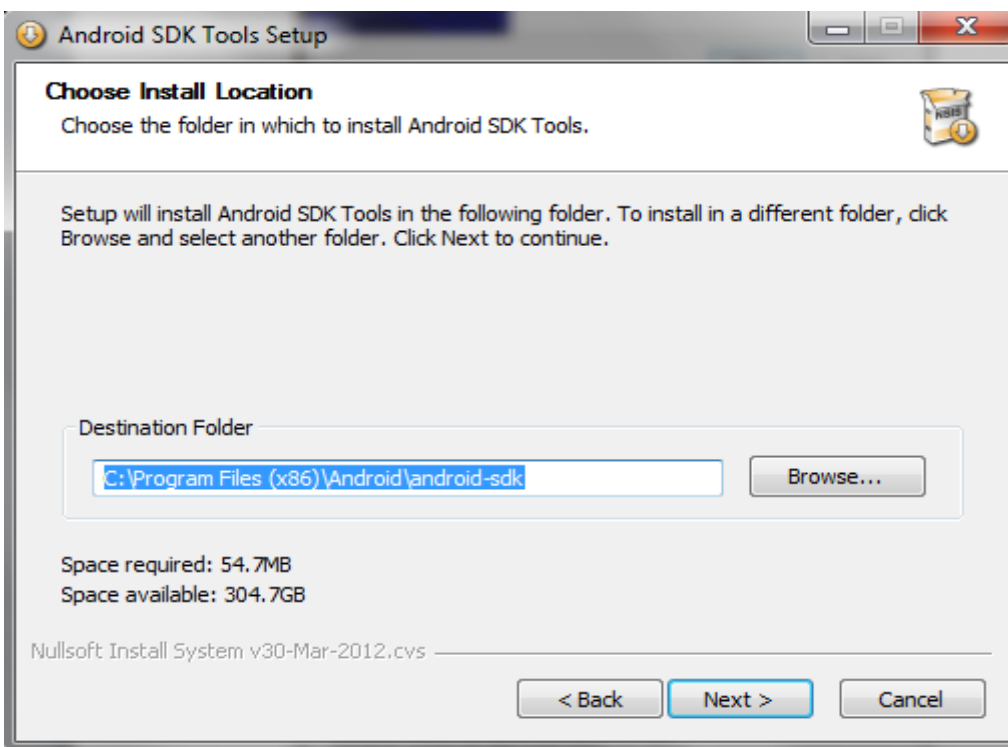 Android SDK Tools Setup
Choose Install Location
Choose the folder in which to install Android SDK Tools.
NSIS
Setup will install Android SDK Tools in the following folder. To install in a different folder, click
Browse and select another folder. Click Next to continue.
Destination Folder
C:\Program Files (x86)\Android\android-sdk
Browse...
Space required: 54.7MB
Space available: 304.7GB
Nullsoft Install System v30-Mar-2012.cvs
< Back
Next >
Cancel